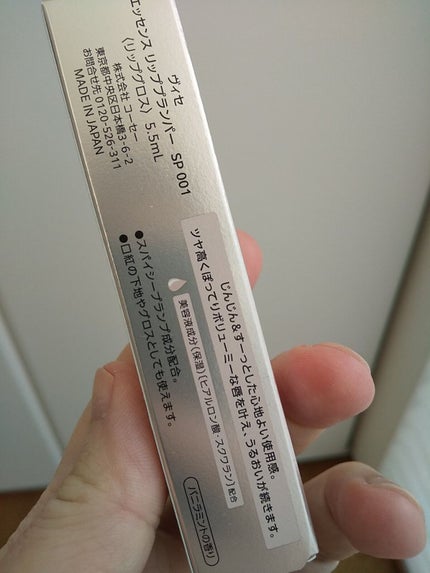 ヴィセ
エッセンス リッププランパー SP 001
〈リップグロス〉 5.5mL
株式会社 コーセー
東京都中央区日本橋3-6-2
お問合せ先 0120-526-311
MADE IN JAPAN
じんじん&すーっとした心地よい使用感。
ツヤ高くぽってりボリューミーな唇を叶え、うるおいが続きます。
美容液成分(保湿)[ヒアルロン酸・スクワラン]配合
●スパイシープランプ成分配合。
●口紅の下地やグロスとしても使えます。
バニラミントの香り